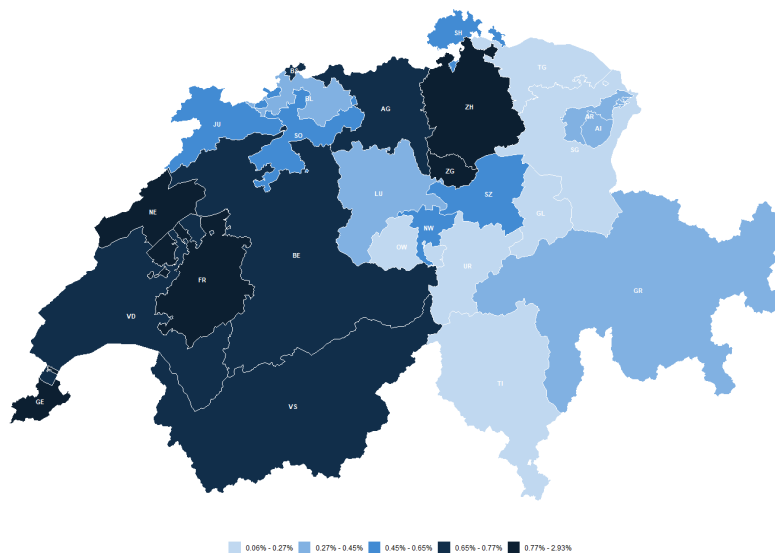 SH
TG
BS
BL
ZH
AG
AR
AI
JU
SO
SG
ZG
LU
SZ
NE
GL
NW
OW
BE
UR
FR
GR
VD
TI
VS
GE
0.06% - 0.27% 0.27% - 0.45% 0.45% - 0.65% 0.65% - 0.77% 0.77% - 2.93%